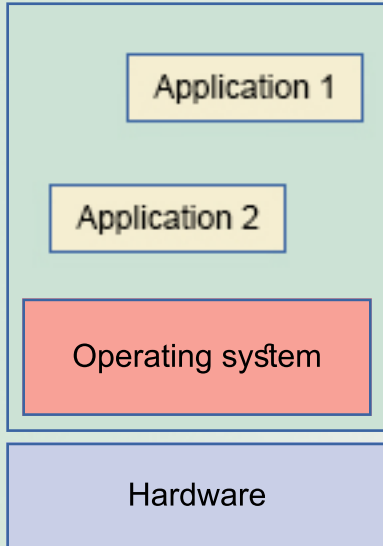 Application 1
Application 2
Operating system
Hardware